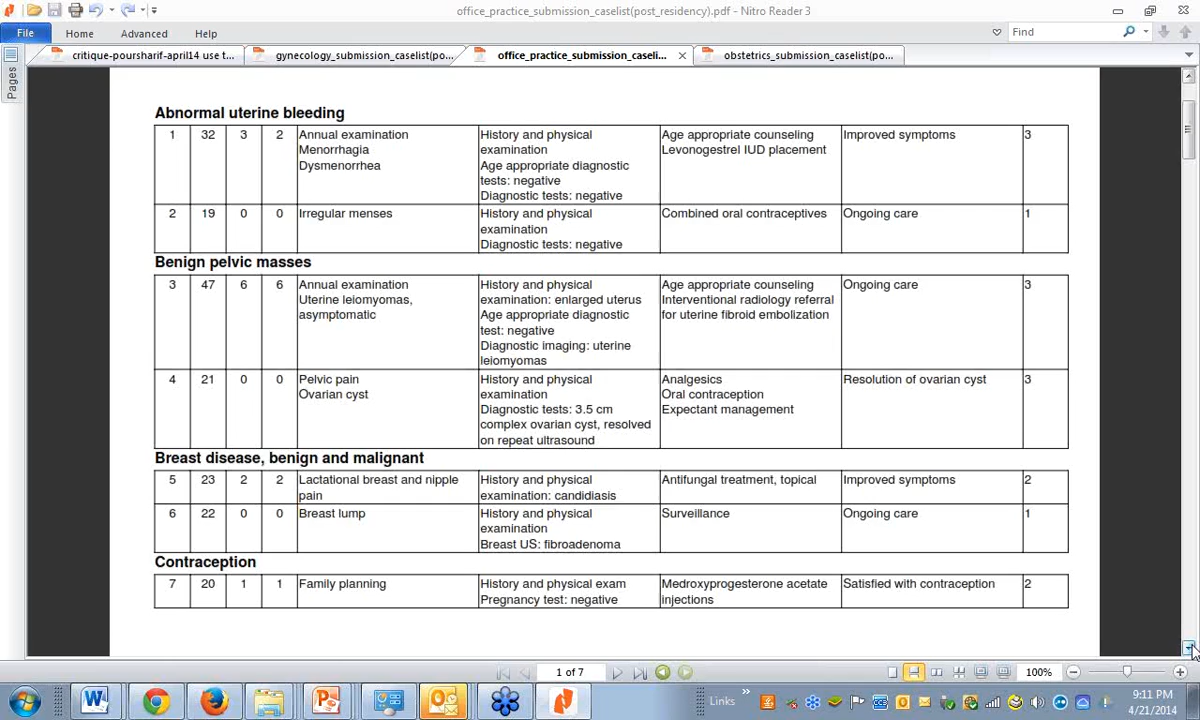 office_practice_submission_caselist(post_residency).pdf - Nitro Reader 3
File Home Advanced Help Find
critique-poursharif-april14 use t... gynecology_submission_caselist(po... office_practice_submission_caseli... obstetrics_submission_caselist(po...
Pages
Abnormal uterine bleeding
1 32 3 2 Annual examination History and physical Age appropriate counseling Improved symptoms 3
Menorrhagia examination Levonogestrel IUD placement
Dysmenorrhea Age appropriate diagnostic
tests: negative
Diagnostic tests: negative
2 19 0 0 Irregular menses History and physical Combined oral contraceptives Ongoing care 1
examination
Diagnostic tests: negative
Benign pelvic masses
3 47 6 6 Annual examination History and physical Age appropriate counseling Ongoing care 3
Uterine leiomyomas, examination: enlarged uterus Interventional radiology referral
asymptomatic Age appropriate diagnostic for uterine fibroid embolization
test: negative
Diagnostic imaging: uterine
leiomyomas
4 21 0 0 Pelvic pain History and physical Analgesics Resolution of ovarian cyst 3
Ovarian cyst examination Oral contraception
Diagnostic tests: 3.5 cm Expectant management
complex ovarian cyst, resolved
on repeat ultrasound
Breast disease, benign and malignant
5 23 2 2 Lactational breast and nipple History and physical Antifungal treatment, topical Improved symptoms 2
pain examination: candidiasis
6 22 0 0 Breast lump History and physical Surveillance Ongoing care 1
examination
Breast US: fibroadenoma
Contraception
7 20 1 1 Family planning History and physical exam Medroxyprogesterone acetate Satisfied with contraception 2
Pregnancy test: negative injections
1 of 7 100%
Links 9:11 PM
4/21/2014